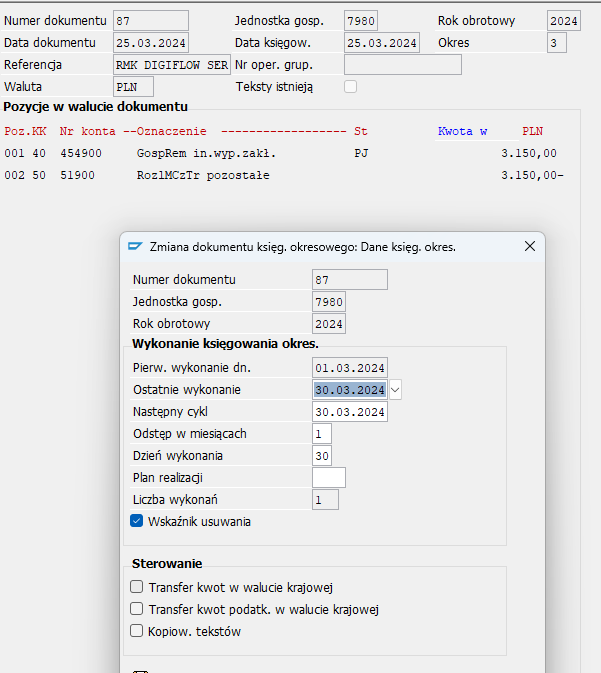 Numer dokumentu 87 Jednostka gosp. 7980 Rok obrotowy 2024
Data dokumentu 25.03.2024 Data księgow. 25.03.2024 Okres 3
Referencja RMK DIGIFLOW SER Nr oper. grup.
Waluta PLN Teksty istnieją
Pozycje w walucie dokumentu
Poz.KK Nr konta --Oznaczenie ------------------ St Kwota w PLN
001 40 454900 GospRem in.wyp.zakł. PJ 3.150,00
002 50 51900 RozlMCzTr pozostałe 3.150,00-
Zmiana dokumentu księg. okresowego: Dane księg. okres.
Numer dokumentu 87
Jednostka gosp. 7980
Rok obrotowy 2024
Wykonanie księgowania okres.
Pierw. wykonanie dn. 01.03.2024
Ostatnie wykonanie 30.03.2024
Następny cykl 30.03.2024
Odstęp w miesiącach 1
Dzień wykonania 30
Plan realizacji
Liczba wykonań 1
Wskaźnik usuwania
Sterowanie
Transfer kwot w walucie krajowej
Transfer kwot podatk. w walucie krajowej
Kopiow. tekstów